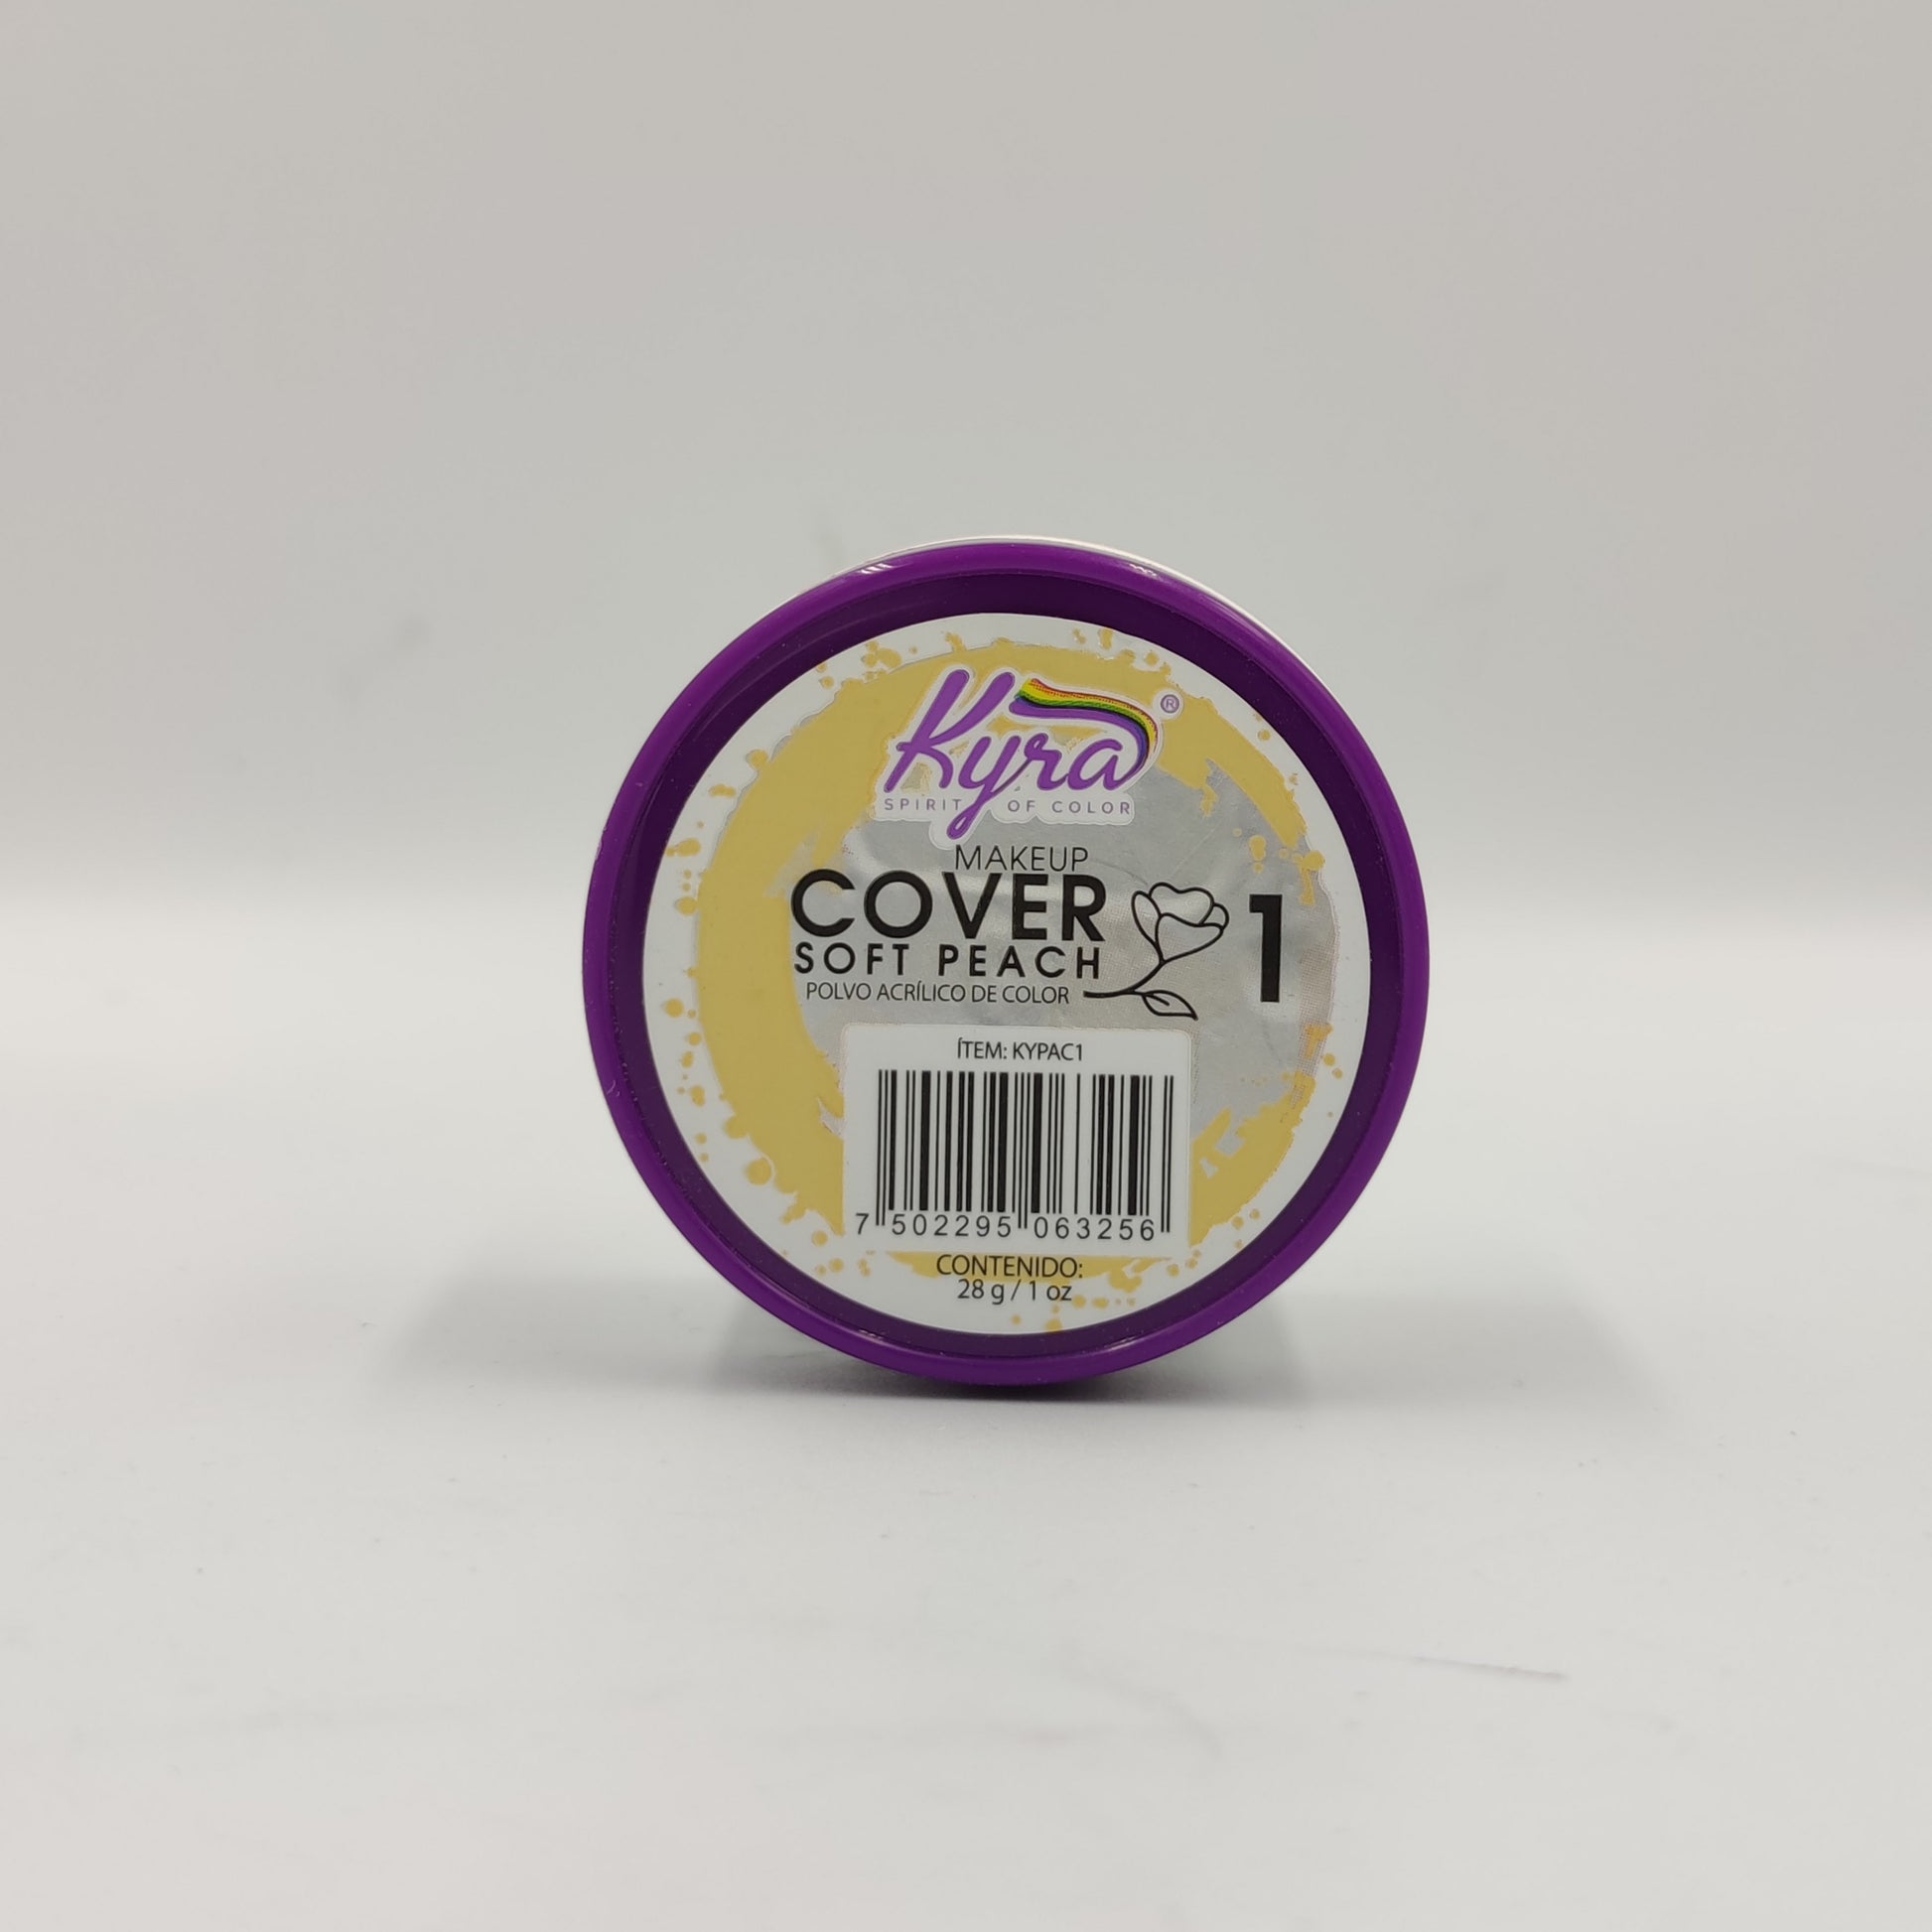 Kyra®
SPIRIT OF COLOR
MAKEUP
COVER
SOFT PEACH
1
POLVO ACRÍLICO DE COLOR
ÍTEM: KYPAC1
7 502295 063256
CONTENIDO:
28 g / 1 oz